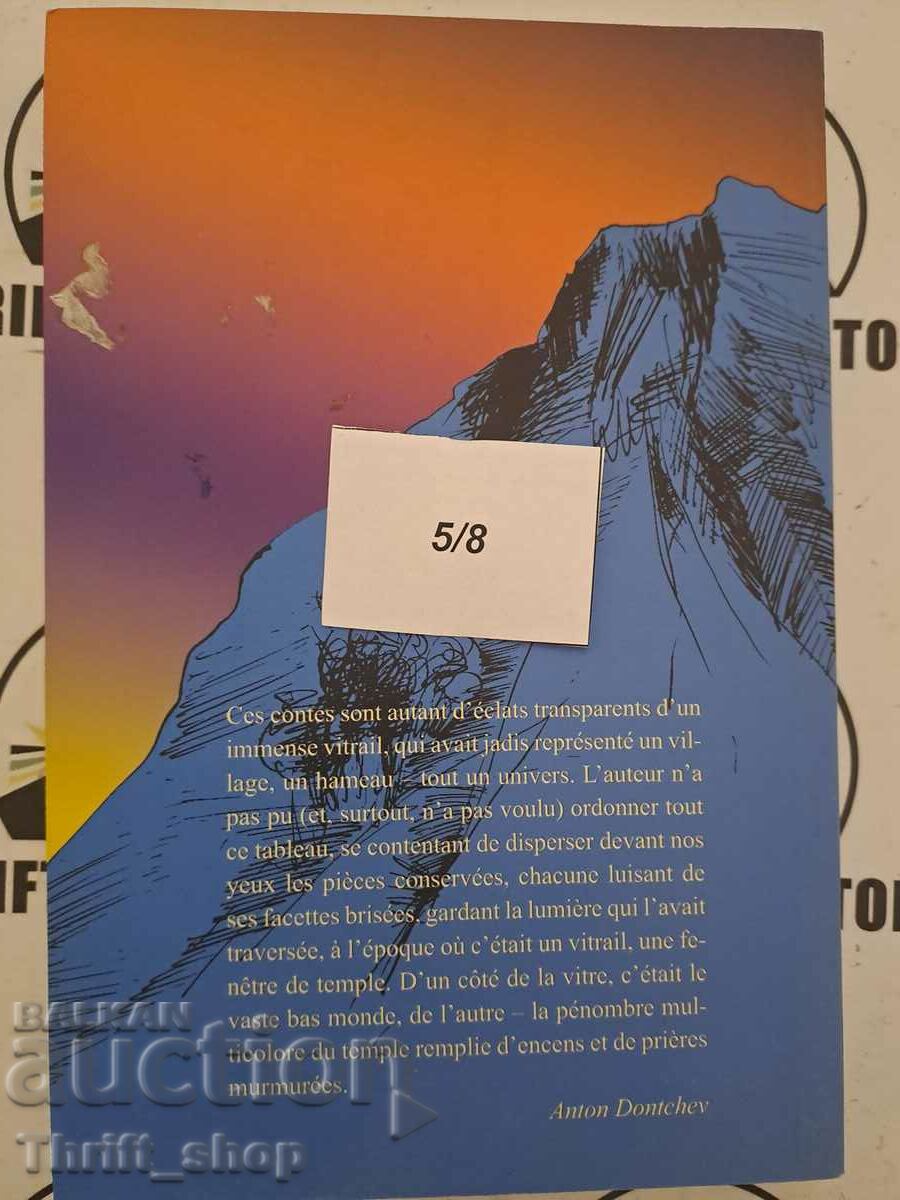 RIF
TO
5/8
Ces contes sont autant d'éclats transparents d'un
immense vitrail, qui avait jadis représenté un vil-
lage, un hameau – tout un univers. L'auteur n'a
pas pu (et, surtout, n'a pas voulu) ordonner tout
ce tableau, se contentant de disperser devant nos
yeux les pièces conservées, chacune luisant de
ses facettes brisées, gardant la lumière qui l'avait
traversée, à l'époque où c'était un vitrail, une fe-
nêtre de temple. D'un côté de la vitre, c'était le
vaste bas monde, de l'autre – la pénombre mul-
ticolore du temple remplie d'encens et de prières
murmurées.
Anton Dontchev
IFT
TO
BALKAN
auction
Thrift_shop